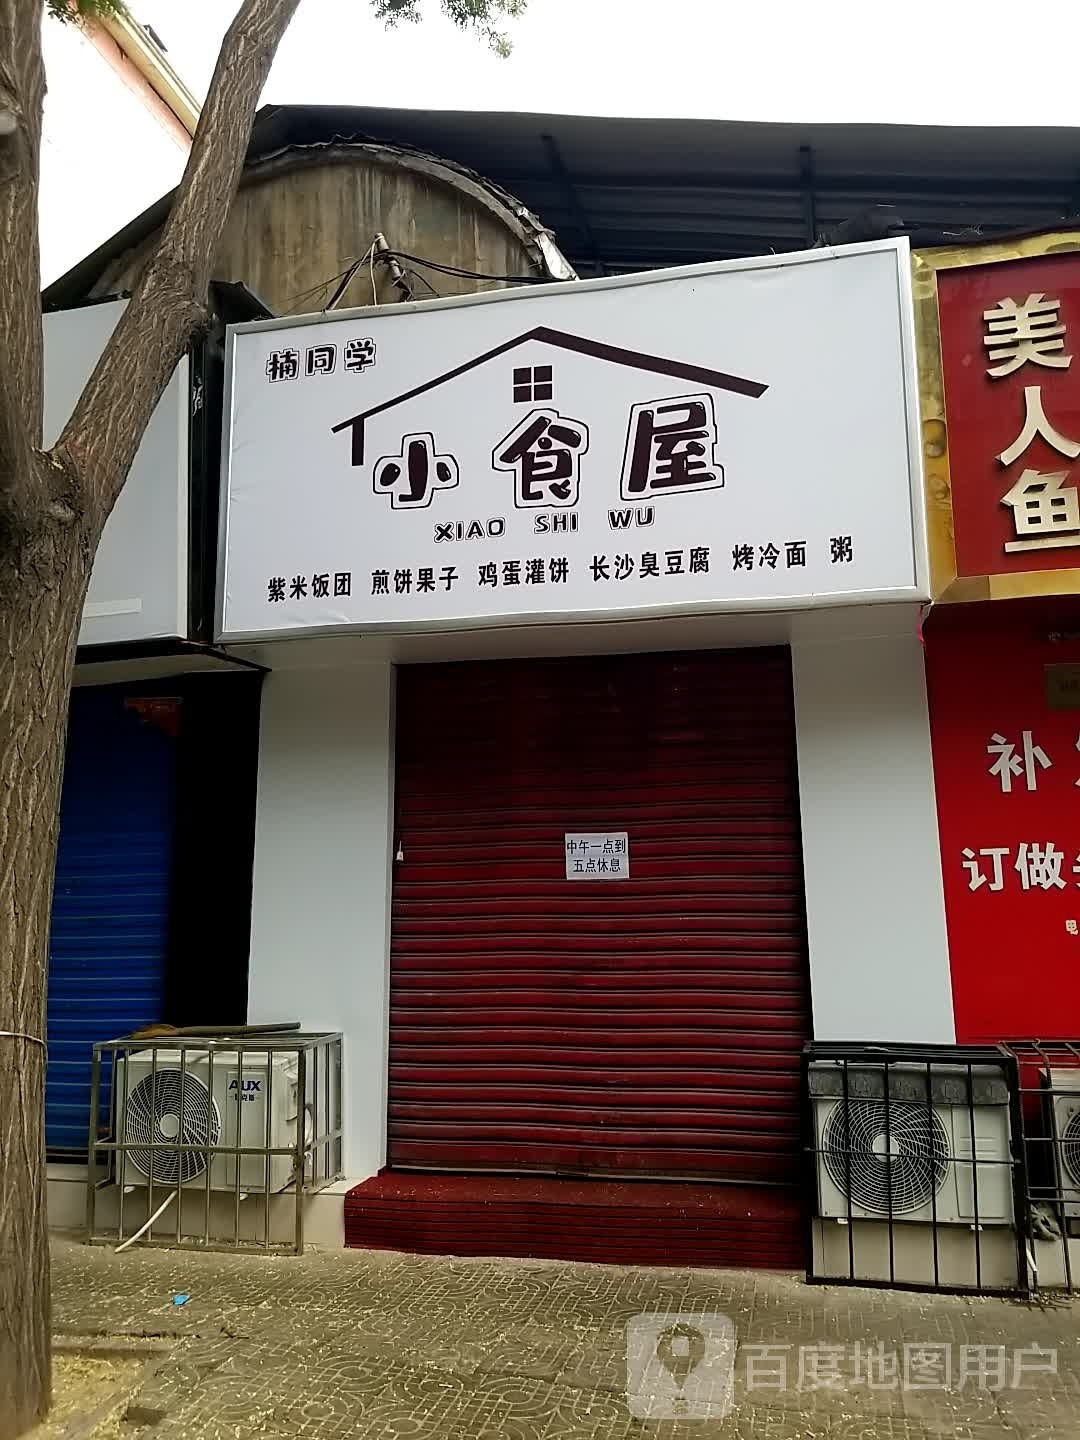 楠同学
小食屋
XIAO SHI WU
紫米饭团 煎饼果子 鸡蛋灌饼 长沙臭豆腐 烤冷面 粥
美人鱼
中午一点到
五点休息
补
订做
AUX
百度地图用户